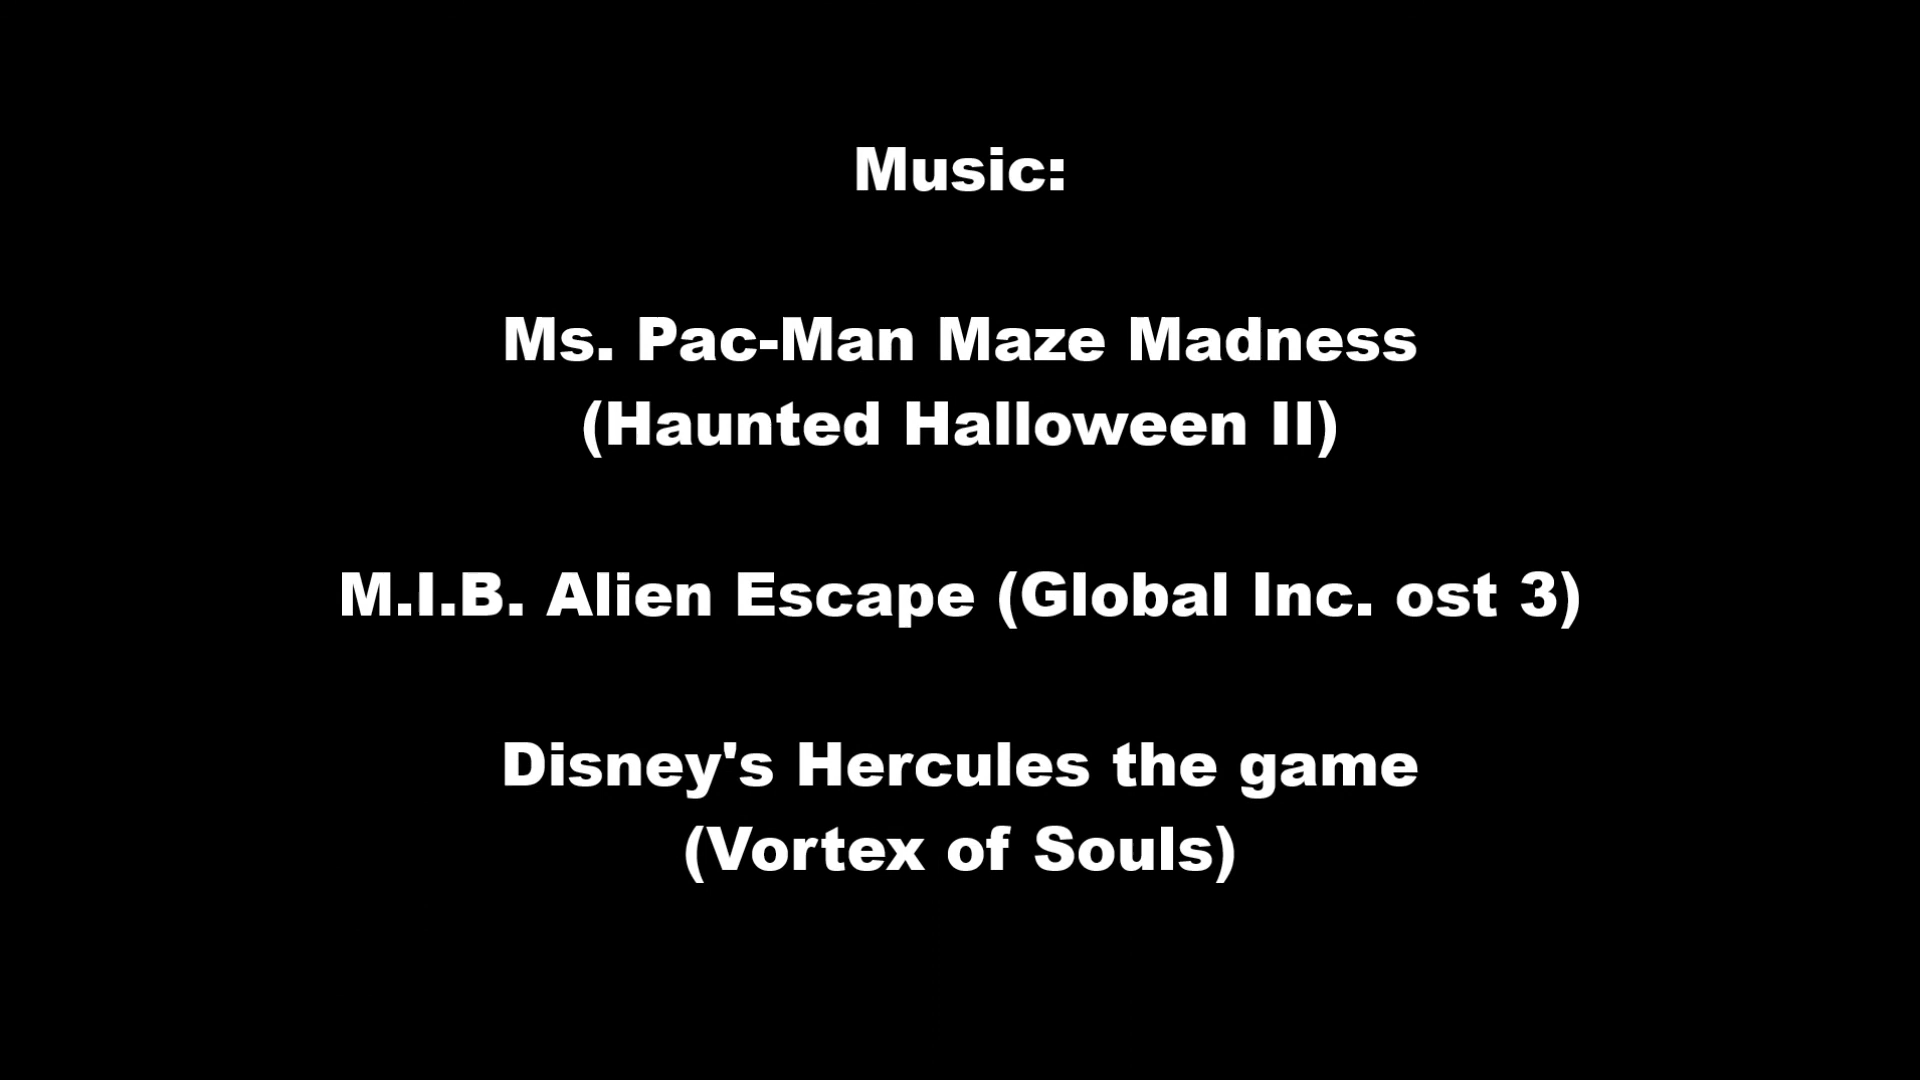 Music:
Ms. Pac-Man Maze Madness
(Haunted Halloween II)
M.I.B. Alien Escape (Global Inc. ost 3)
Disney's Hercules the game
(Vortex of Souls)